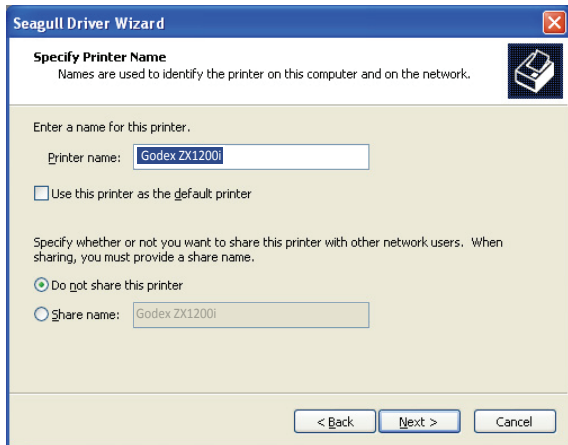 Seagull Driver Wizard
Specify Printer Name
Names are used to identify the printer on this computer and on the network.
Enter a name for this printer.
Printer name: Godex ZX1200i
Use this printer as the default printer
Specify whether or not you want to share this printer with other network users. When
sharing, you must provide a share name.
Do not share this printer
Share name: Godex ZX1200i
< Back Next > Cancel